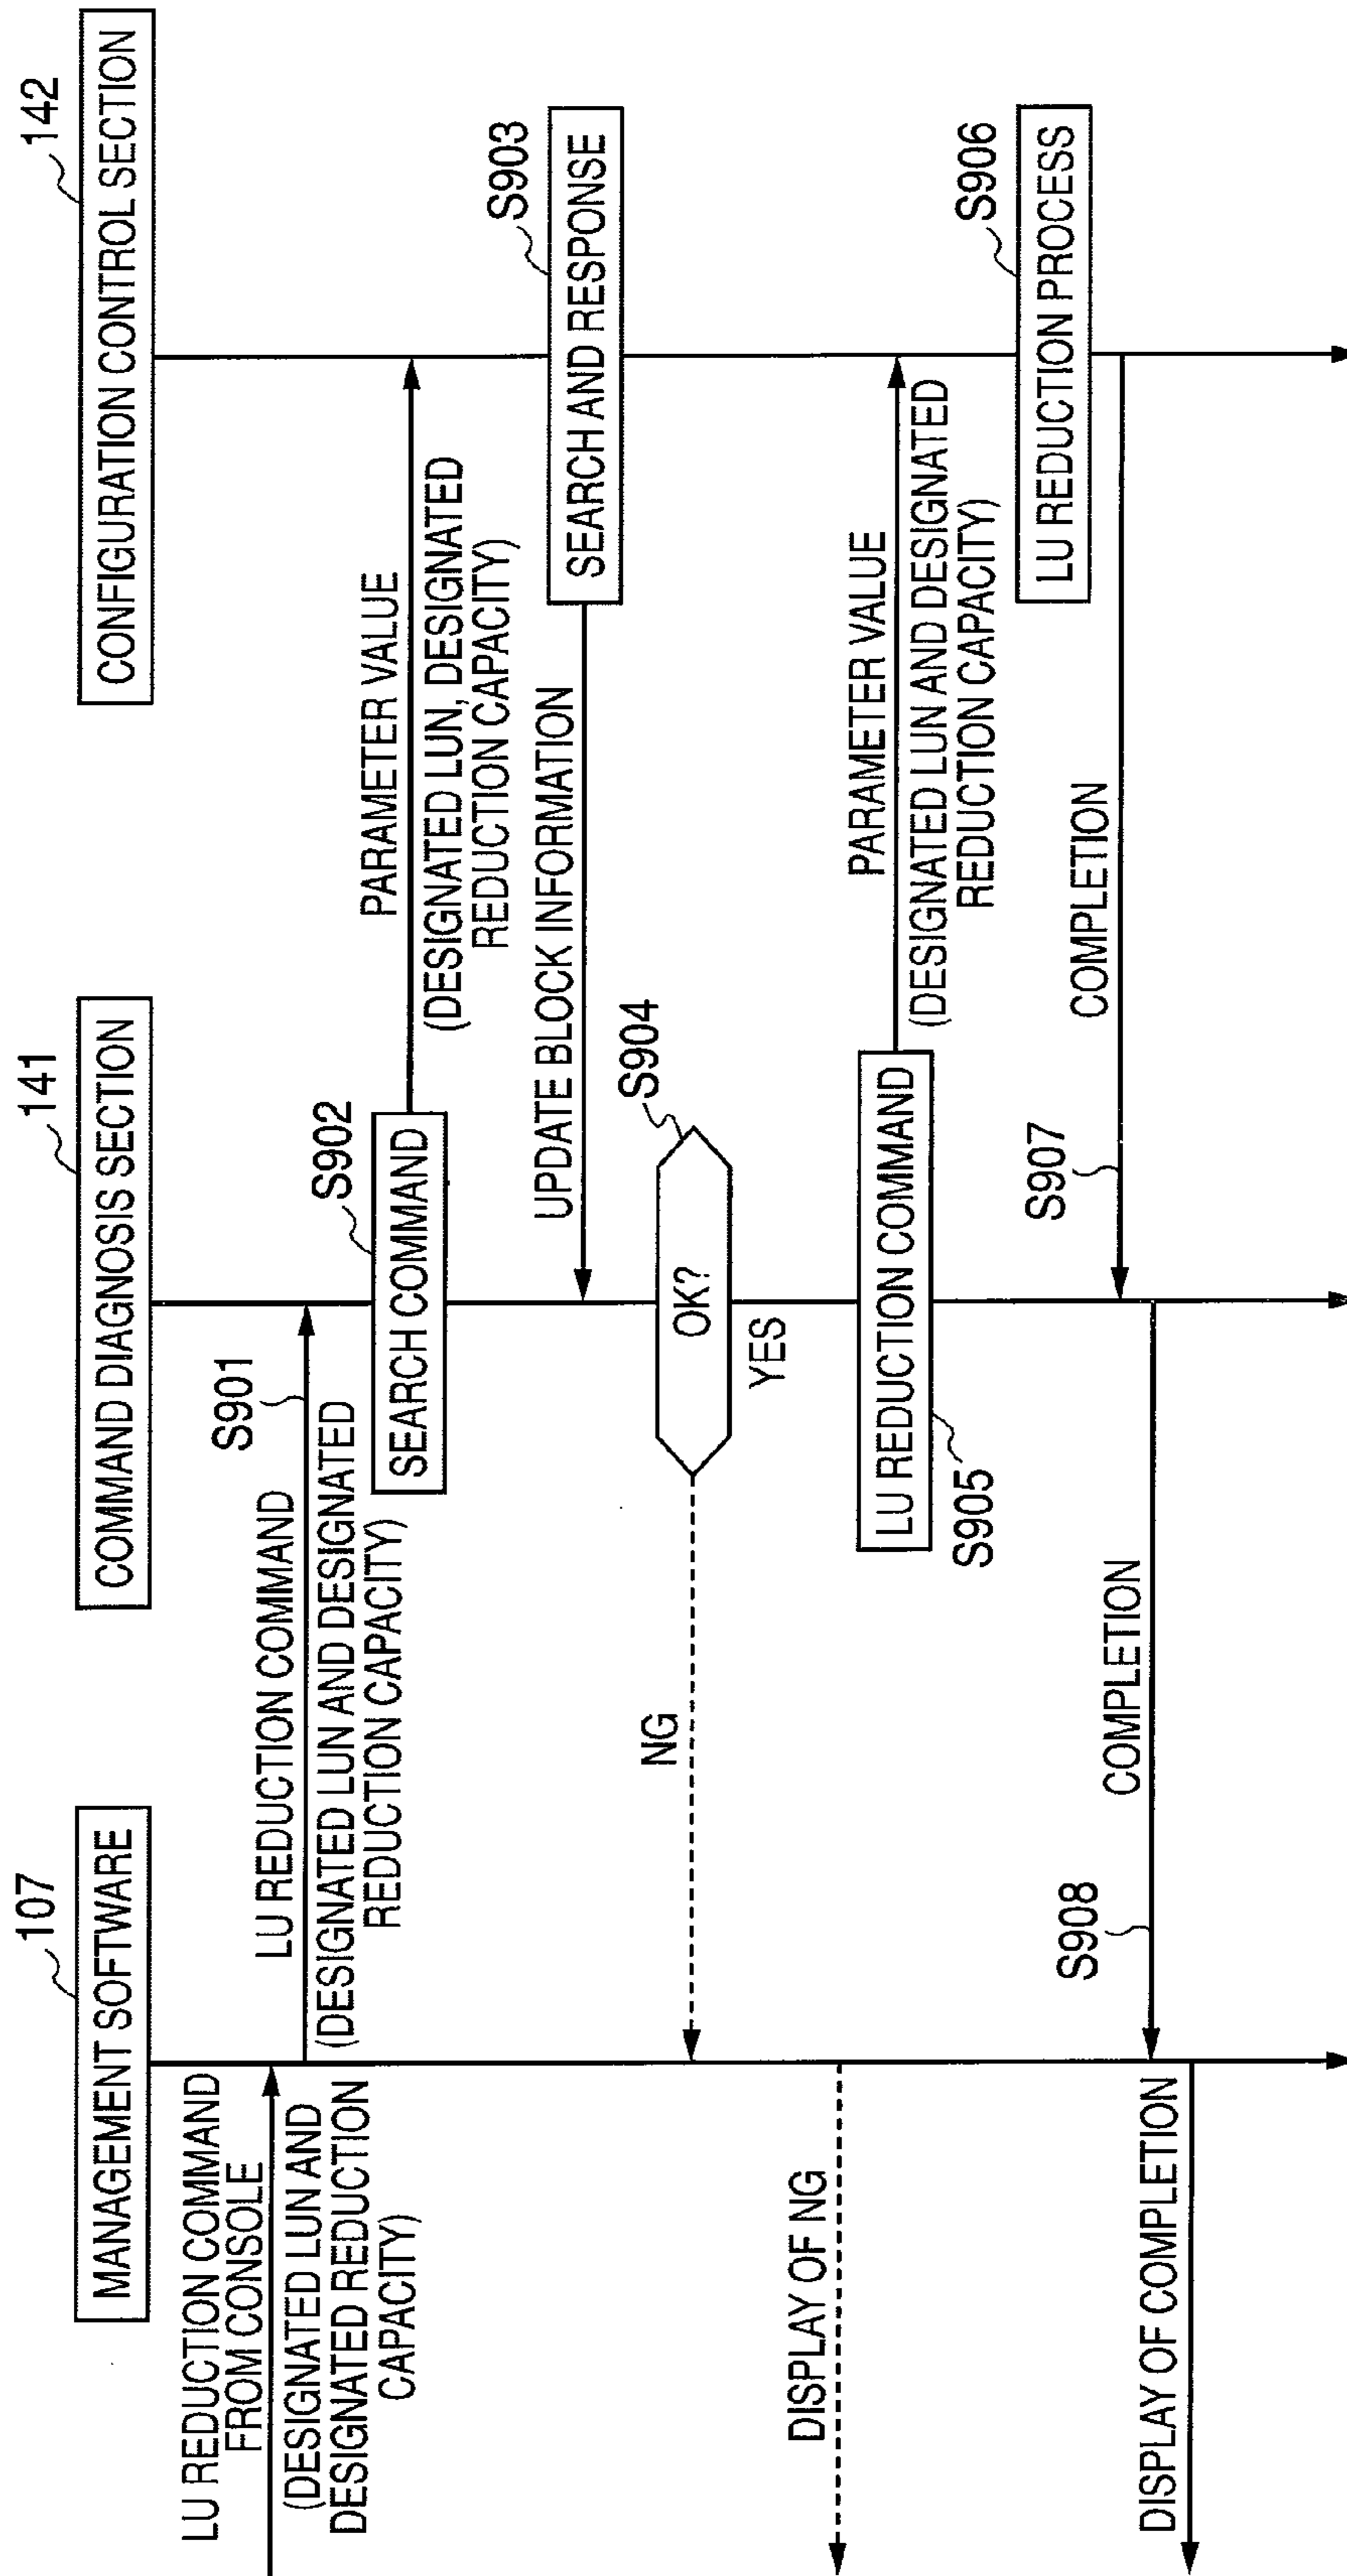 107
MANAGEMENT SOFTWARE
141
COMMAND DIAGNOSIS SECTION
142
CONFIGURATION CONTROL SECTION
LU REDUCTION COMMAND
FROM CONSOLE
(DESIGNATED LUN AND
DESIGNATED REDUCTION
CAPACITY)
S901
LU REDUCTION COMMAND
(DESIGNATED LUN AND DESIGNATED
REDUCTION CAPACITY)
S902
SEARCH COMMAND
PARAMETER VALUE
(DESIGNATED LUN, DESIGNATED
REDUCTION CAPACITY)
S903
SEARCH AND RESPONSE
UPDATE BLOCK INFORMATION
S904
OK?
YES
NG
DISPLAY OF NG
LU REDUCTION COMMAND
S905
PARAMETER VALUE
(DESIGNATED LUN AND DESIGNATED
REDUCTION CAPACITY)
S906
LU REDUCTION PROCESS
COMPLETION
S907
COMPLETION
S908
DISPLAY OF COMPLETION